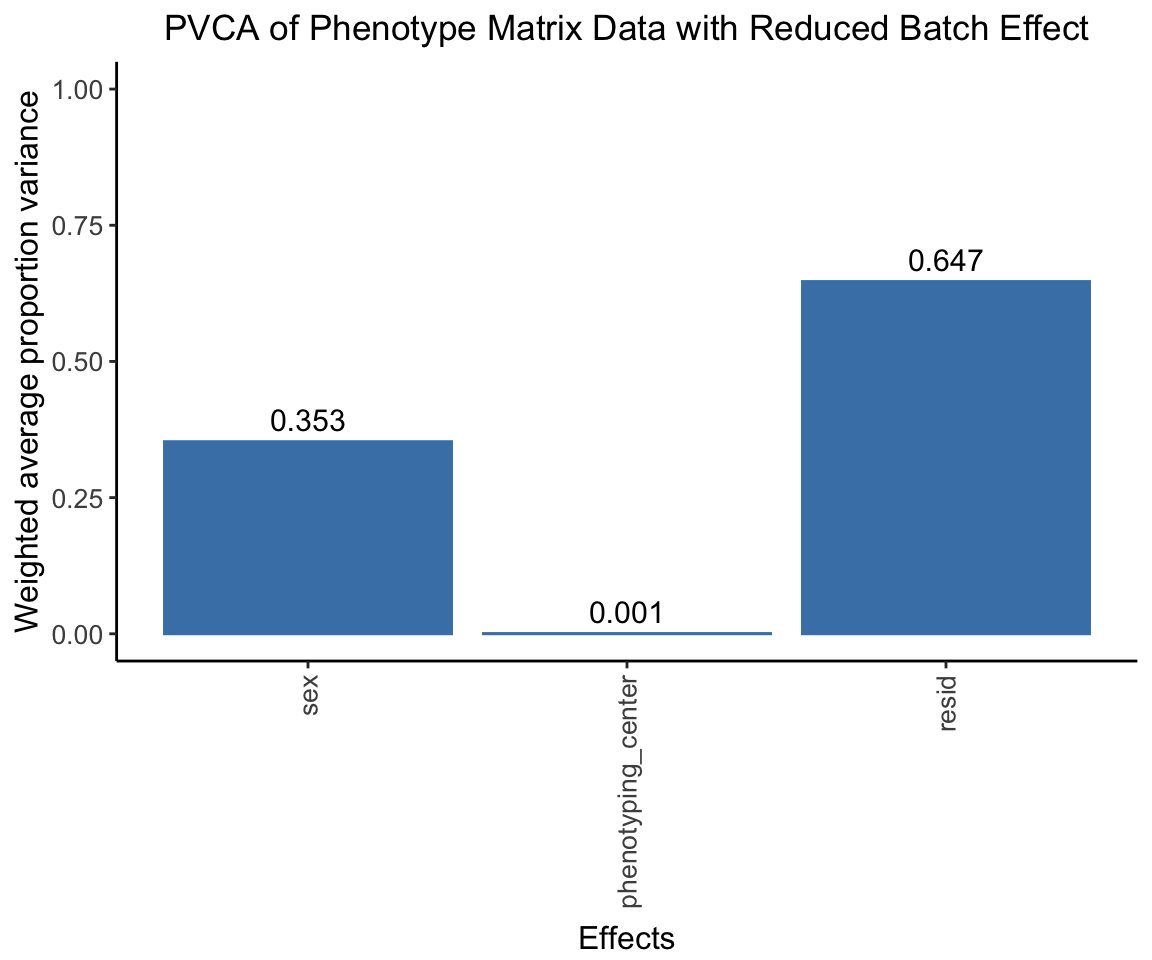 PVCA of Phenotype Matrix Data with Reduced Batch Effect
Weighted average proportion variance
1.00
0.75
0.50
0.25
0.00
0.353
0.001
0.647
sex
phenotyping_center
resid
Effects